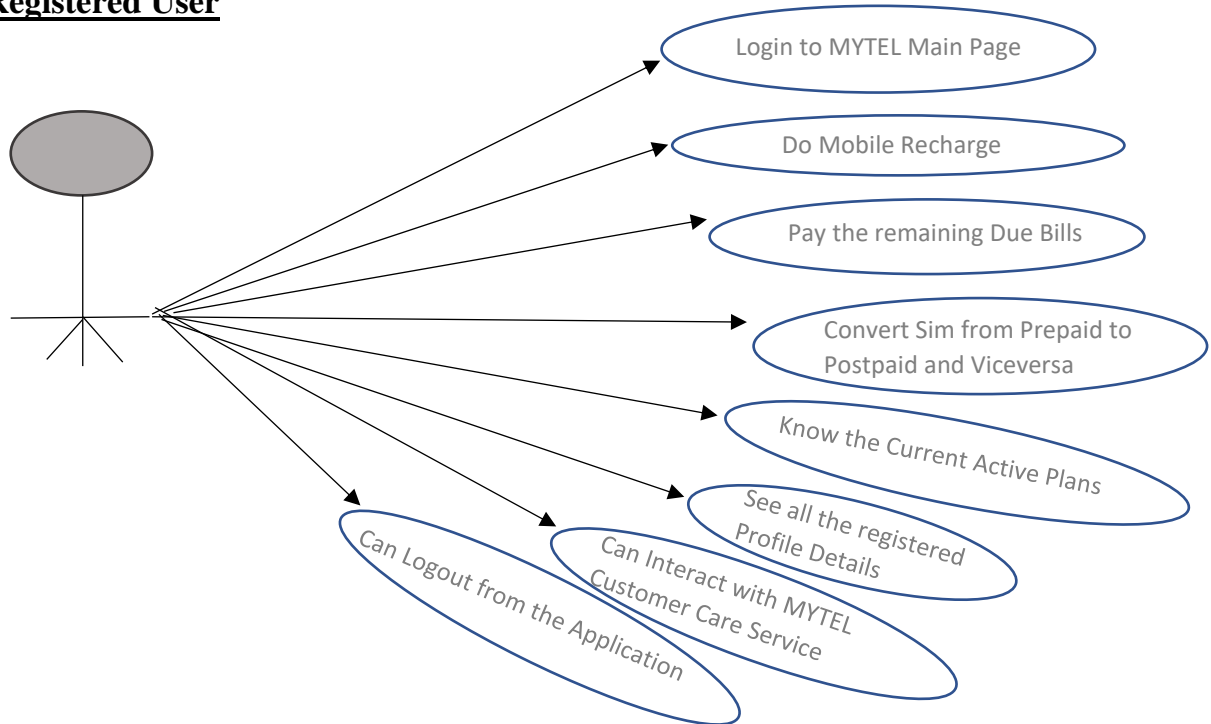 Registered User
Login to MYTEL Main Page
Do Mobile Recharge
Pay the remaining Due Bills
Convert Sim from Prepaid to
Postpaid and Viceversa
Know the Current Active Plans
See all the registered
Profile Details
Can Interact with MYTEL
Customer Care Service
Can Logout from the Application